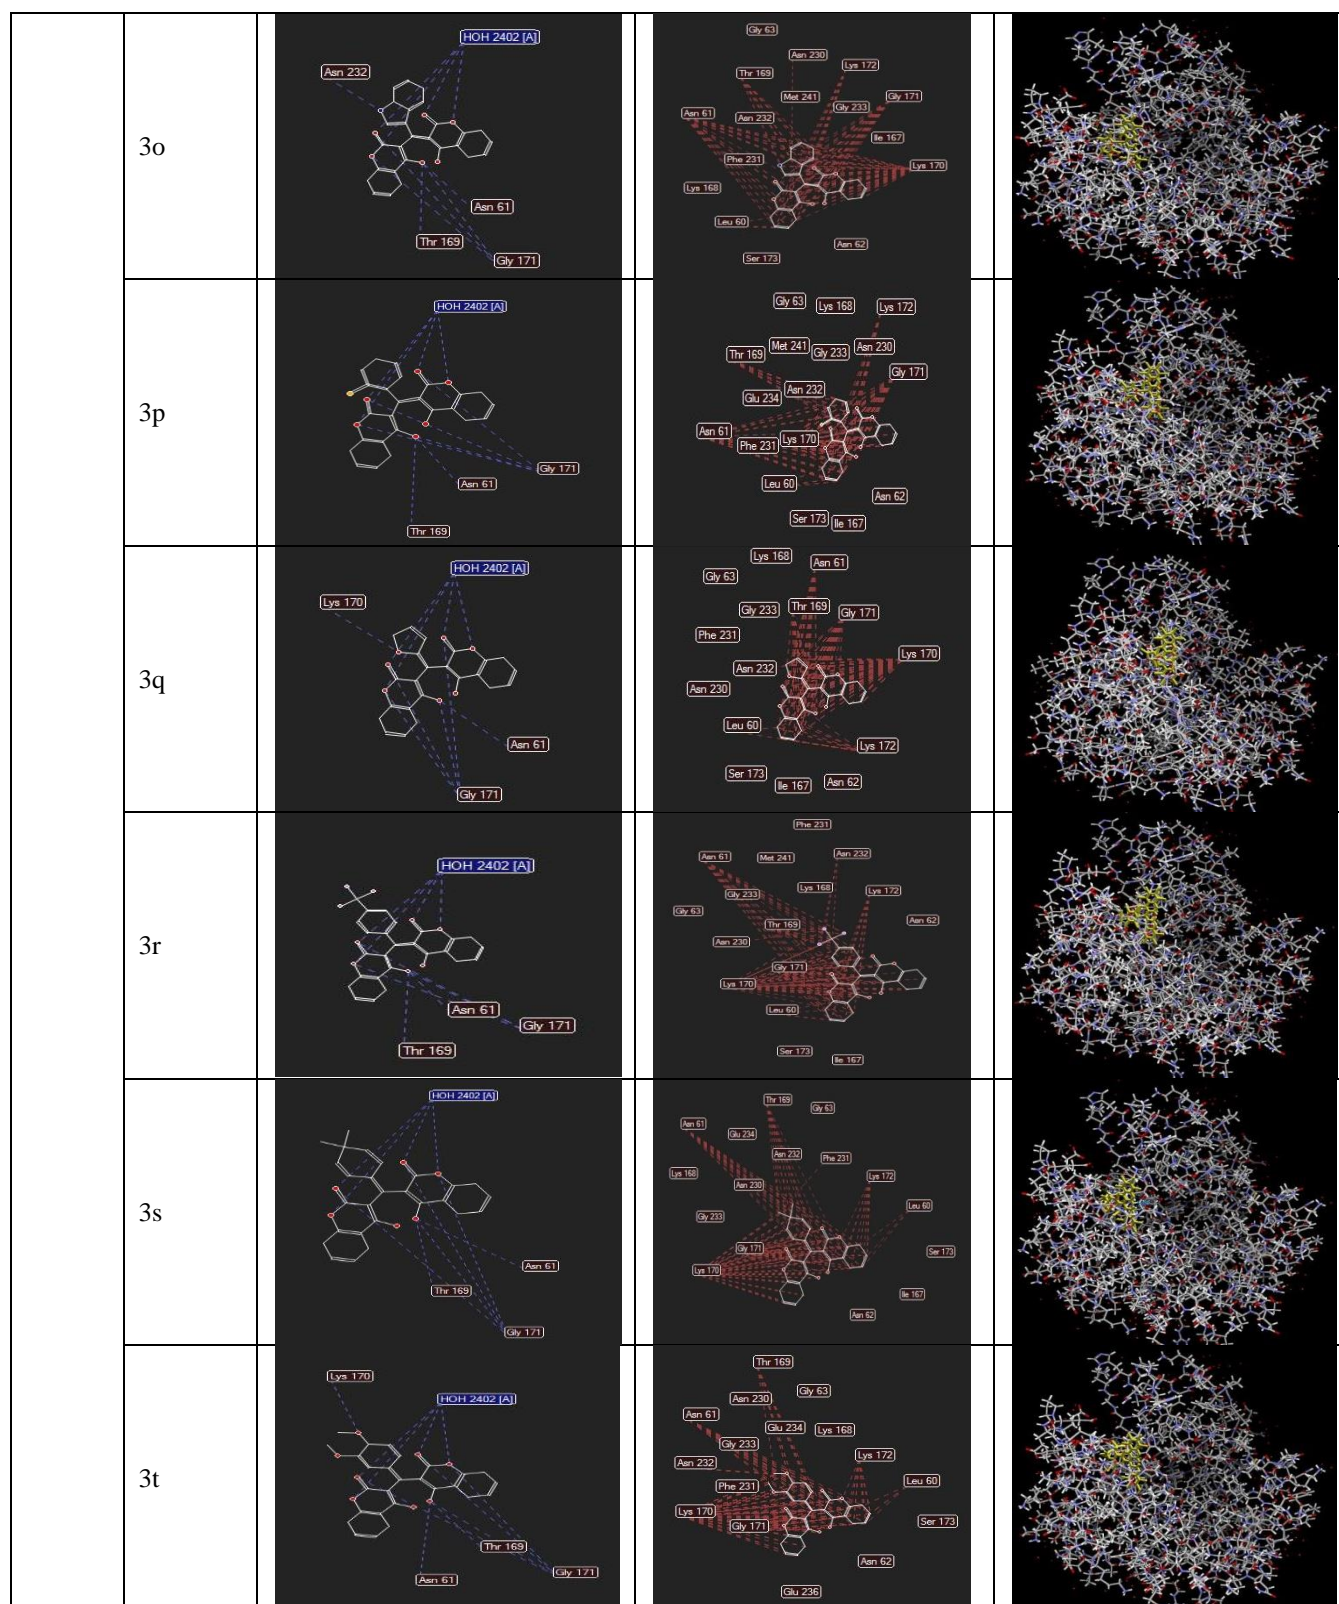 3o
HOH 2402 [A]
Asn 232
Asn 61
Thr 169
Gly 171
Gly 63
Asn 230
Lys 172
Thr 169
Met 241
Gly 171
Gly 233
Asn 61
Asn 232
Ile 167
Phe 231
Lys 170
Lys 168
Leu 60
Asn 62
Ser 173
3p
HOH 2402 [A]
Gly 171
Asn 61
Thr 169
Gly 63
Lys 168
Lys 172
Met 241
Asn 230
Thr 169
Gly 233
Gly 171
Asn 232
Glu 234
Asn 61
Lys 170
Phe 231
Leu 60
Asn 62
Ser 173
Ile 167
3q
HOH 2402 [A]
Lys 170
Asn 61
Gly 171
Lys 168
Asn 61
Gly 63
Thr 169
Gly 233
Gly 171
Phe 231
Lys 170
Asn 232
Asn 230
Leu 60
Lys 172
Ser 173
Ile 167
Asn 62
3r
HOH 2402 [A]
Asn 61
Gly 171
Thr 169
Phe 231
Asn 61
Met 241
Asn 232
Lys 168
Lys 172
Gly 233
Gly 63
Asn 62
Thr 169
Asn 230
Gly 171
Lys 170
Leu 60
Ser 173
Ile 167
3s
HOH 2402 [A]
Asn 61
Thr 169
Gly 171
Thr 169
Gly 63
Asn 61
Glu 234
Asn 232
Phe 231
Lys 168
Lys 172
Asn 230
Leu 60
Gly 233
Gly 171
Ser 173
Lys 170
Ile 167
Asn 62
3t
Lys 170
HOH 2402 [A]
Thr 169
Gly 171
Asn 61
Thr 169
Gly 63
Asn 230
Asn 61
Glu 234
Lys 168
Gly 233
Lys 172
Asn 232
Leu 60
Phe 231
Lys 170
Gly 171
Ser 173
Asn 62
Glu 236